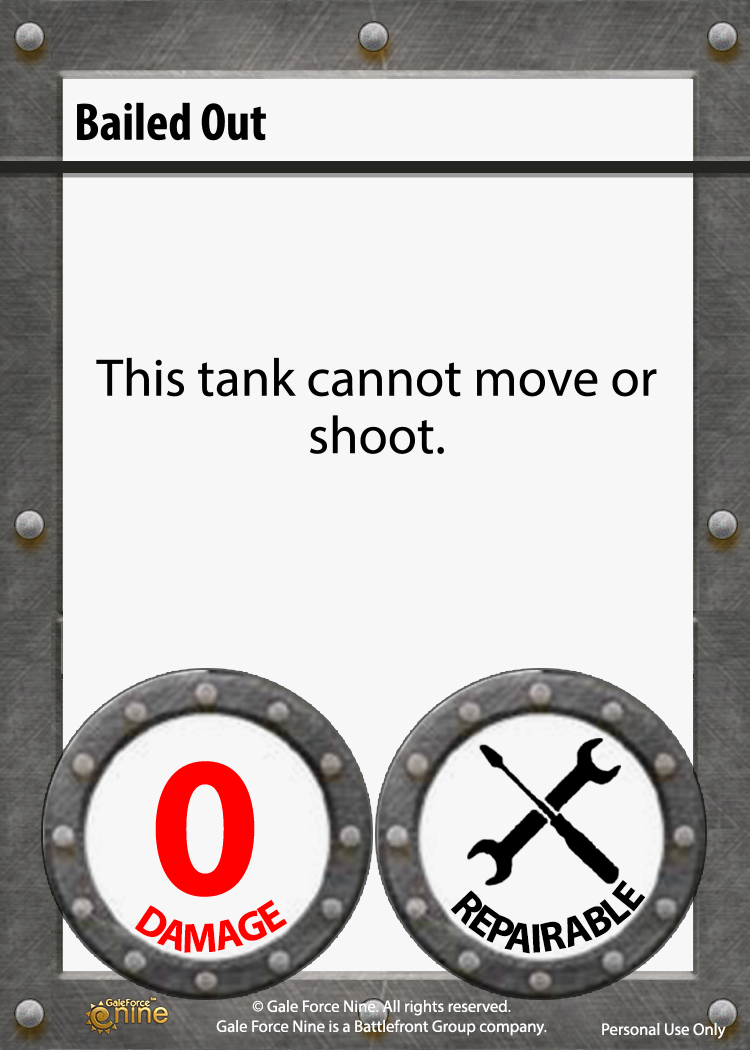 Bailed Out
This tank cannot move or
shoot.
0
DAMAGE
REPAIRABLE
GaleForce™
nine
© Gale Force Nine. All rights reserved.
Gale Force Nine is a Battlefront Group company.
Personal Use Only